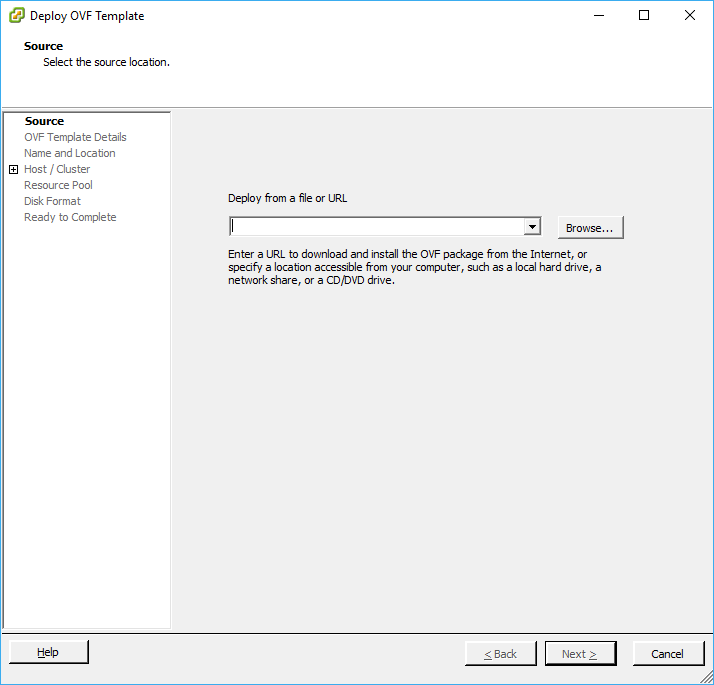 Deploy OVF Template
Source
Select the source location.
Source
OVF Template Details
Name and Location
Host / Cluster
Resource Pool
Disk Format
Ready to Complete
Deploy from a file or URL
Browse...
Enter a URL to download and install the OVF package from the Internet, or
specify a location accessible from your computer, such as a local hard drive, a
network share, or a CD/DVD drive.
Help
< Back
Next >
Cancel